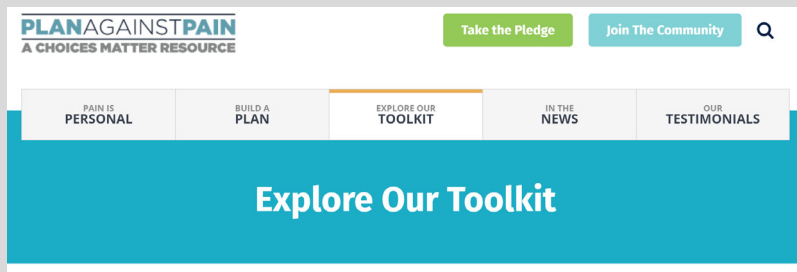 PLANAGAINSTPAIN
A CHOICES MATTER RESOURCE
Take the Pledge
Join The Community
PAIN IS
PERSONAL
BUILD A
PLAN
EXPLORE OUR
TOOLKIT
IN THE
NEWS
OUR
TESTIMONIALS
Explore Our Toolkit